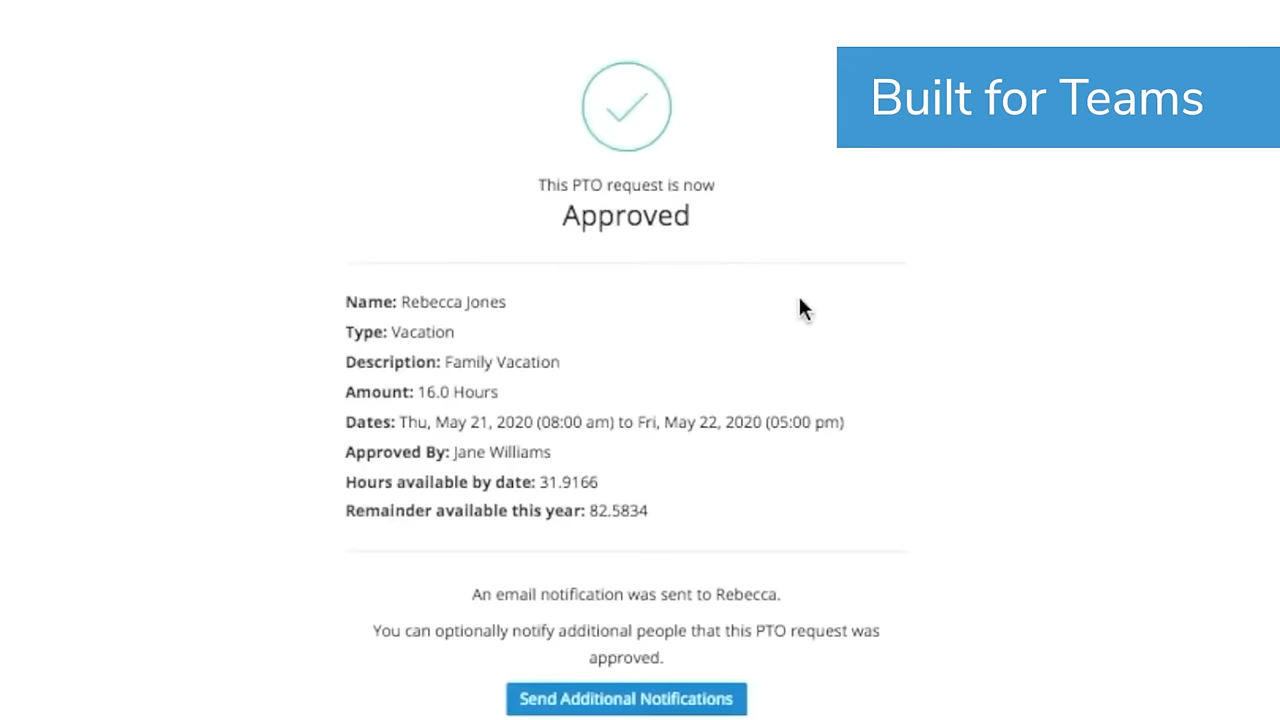 Built for Teams
This PTO request is now
Approved
Name: Rebecca Jones
Type: Vacation
Description: Family Vacation
Amount: 16.0 Hours
Dates: Thu, May 21, 2020 (08:00 am) to Fri, May 22, 2020 (05:00 pm)
Approved By: Jane Williams
Hours available by date: 31.9166
Remainder available this year: 82.5834
An email notification was sent to Rebecca.
You can optionally notify additional people that this PTO request was
approved.
Send Additional Notifications